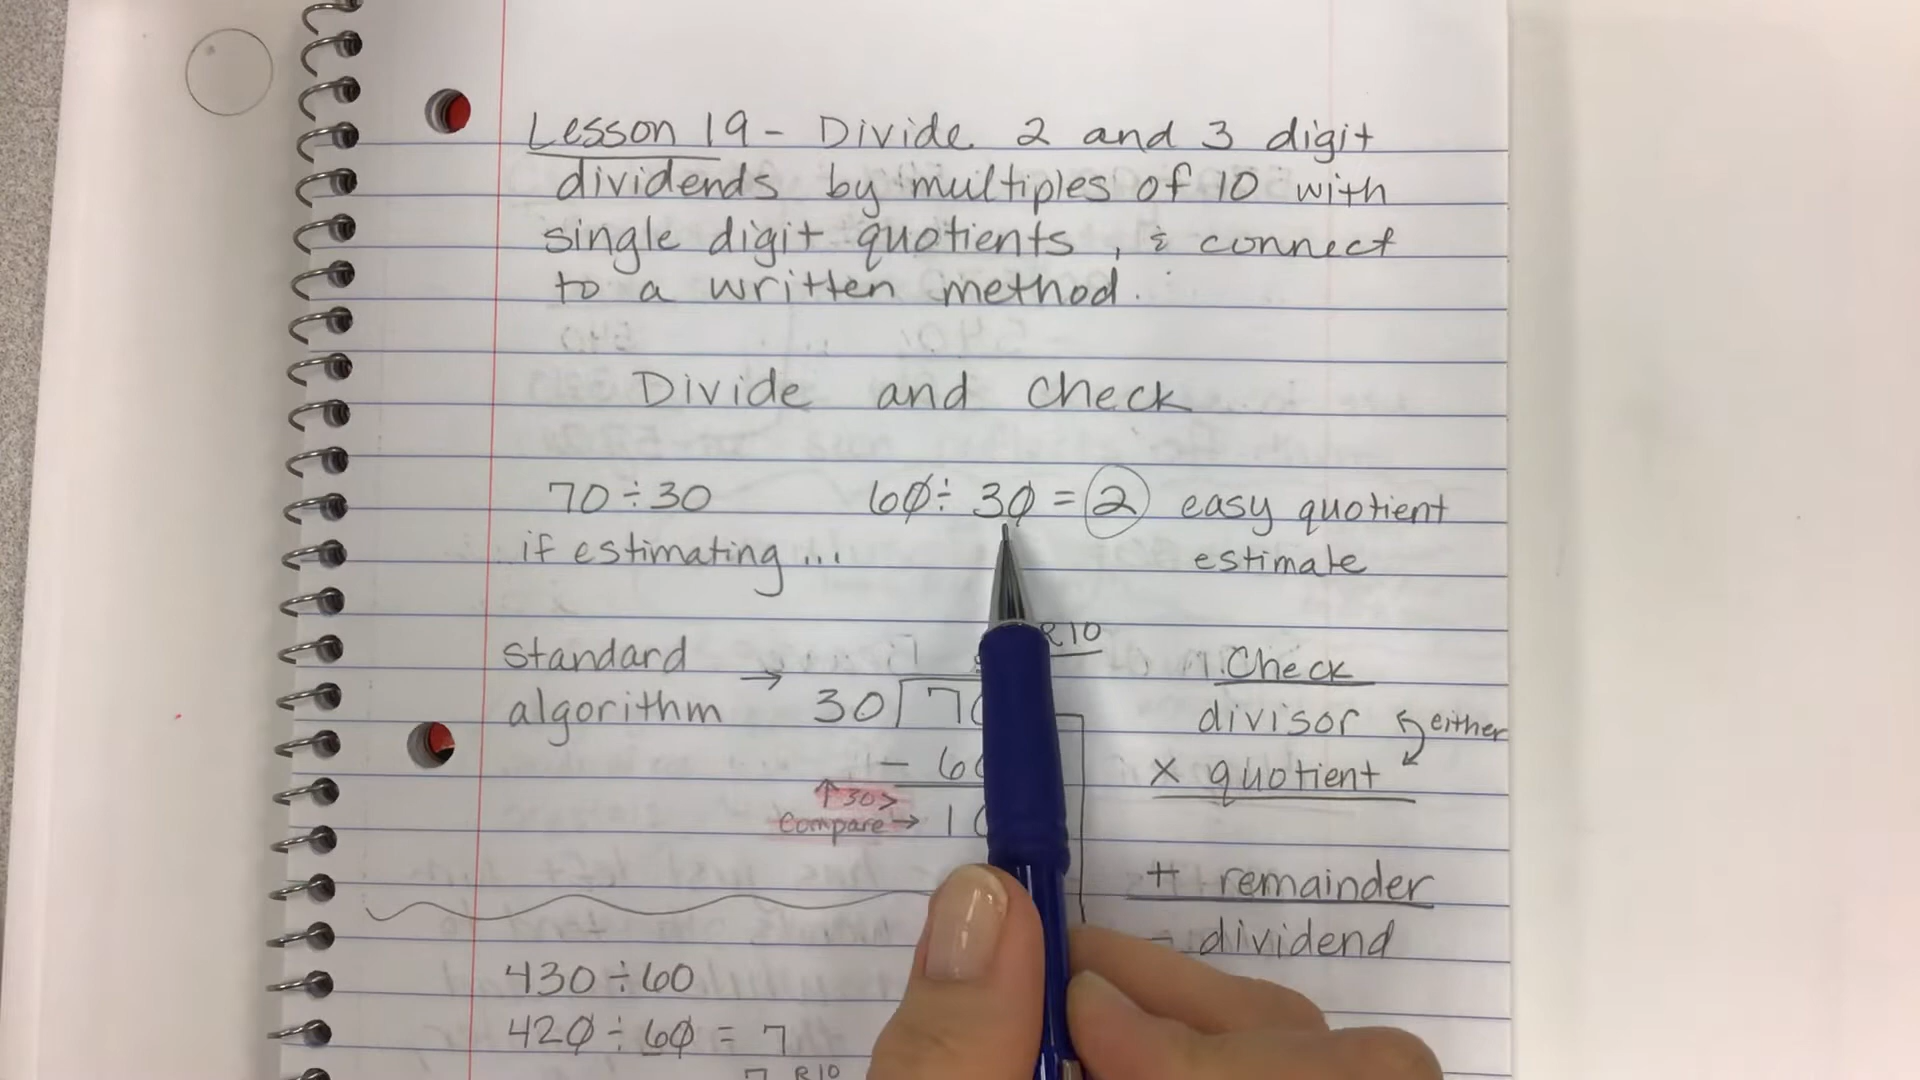 Lesson 19 - Divide 2 and 3 digit
dividends by multiples of 10 with
single digit quotients, & connect
to a written method.
Divide and Check
70 ÷ 30 60 ÷ 30 = 2 easy quotient
if estimating... estimate
standard → R10
algorithm 30 7
- 6
↑ 30 >
Compare → 1
1. Check
divisor either
x quotient
+ remainder
dividend
430 ÷ 60
420 ÷ 60 = 7
7 R10